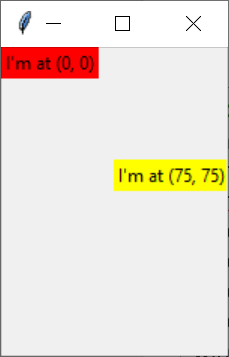 I'm at (0, 0)
I'm at (75, 75)